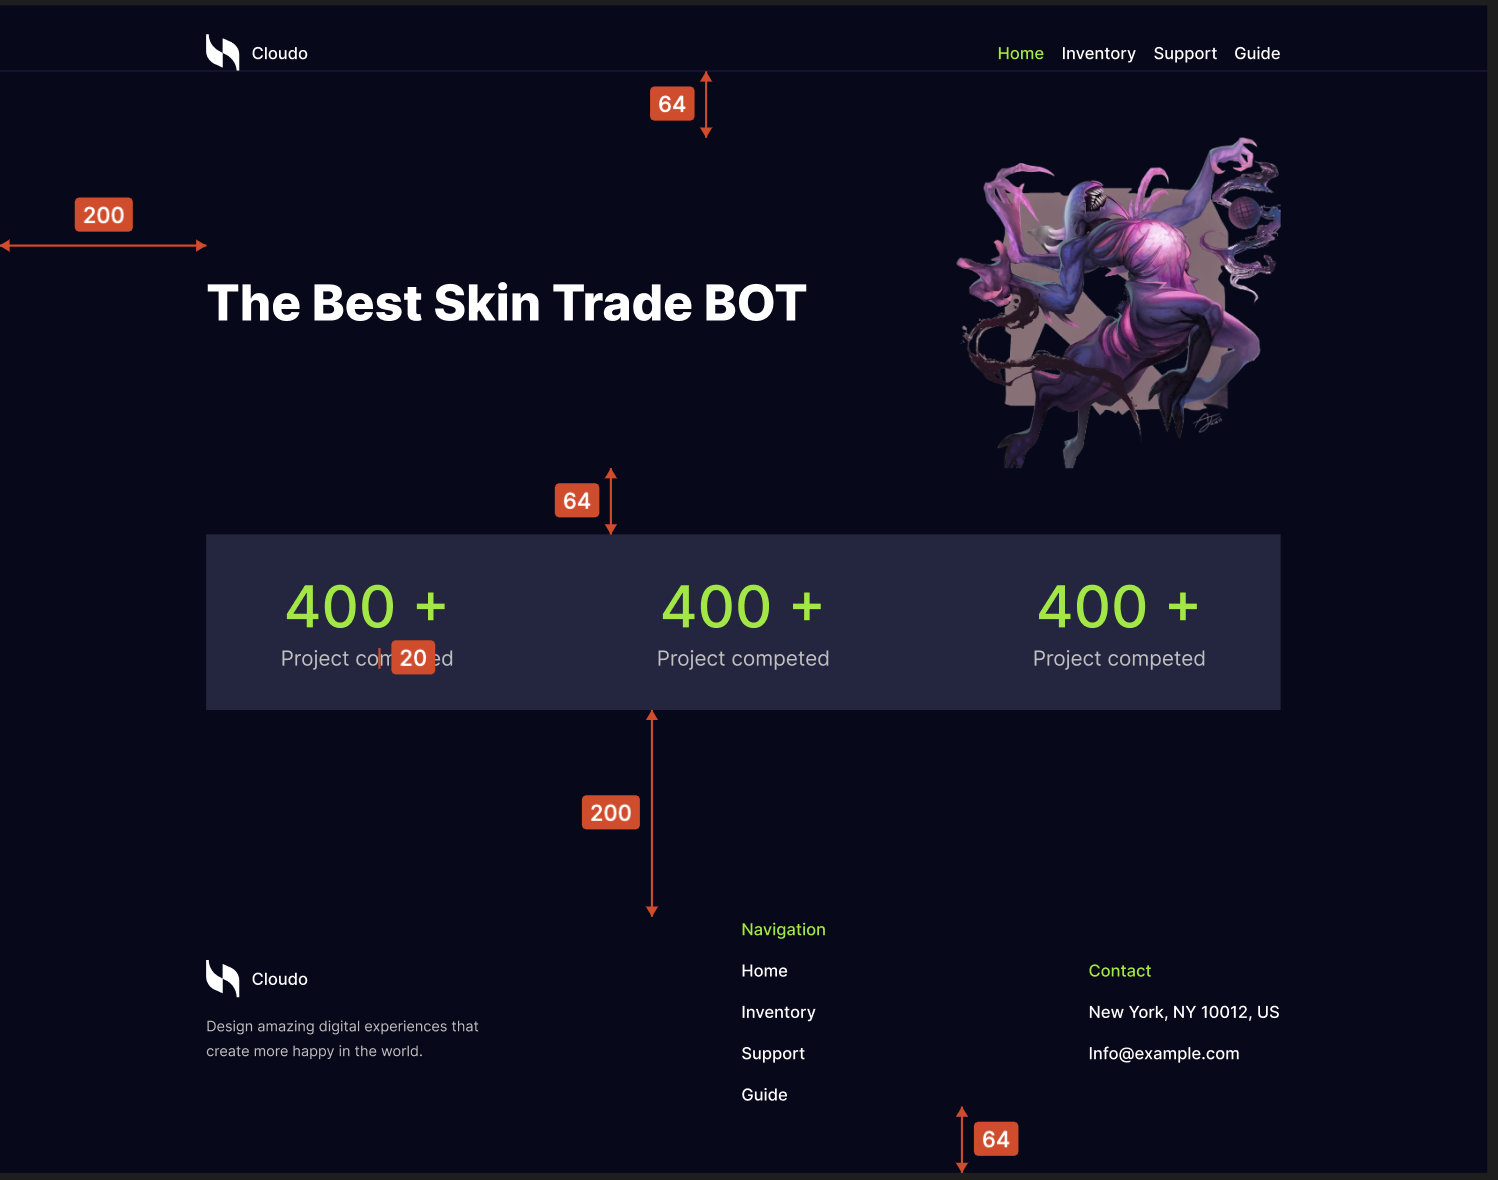 Cloudo
Home Inventory Support Guide
64
200
The Best Skin Trade BOT
64
400 + 400 + 400 +
Project com ed Project competed Project competed
20
200
Navigation
Cloudo
Home
Contact
Inventory
New York, NY 10012, US
Design amazing digital experiences that
create more happy in the world.
Support
Info@example.com
Guide
64